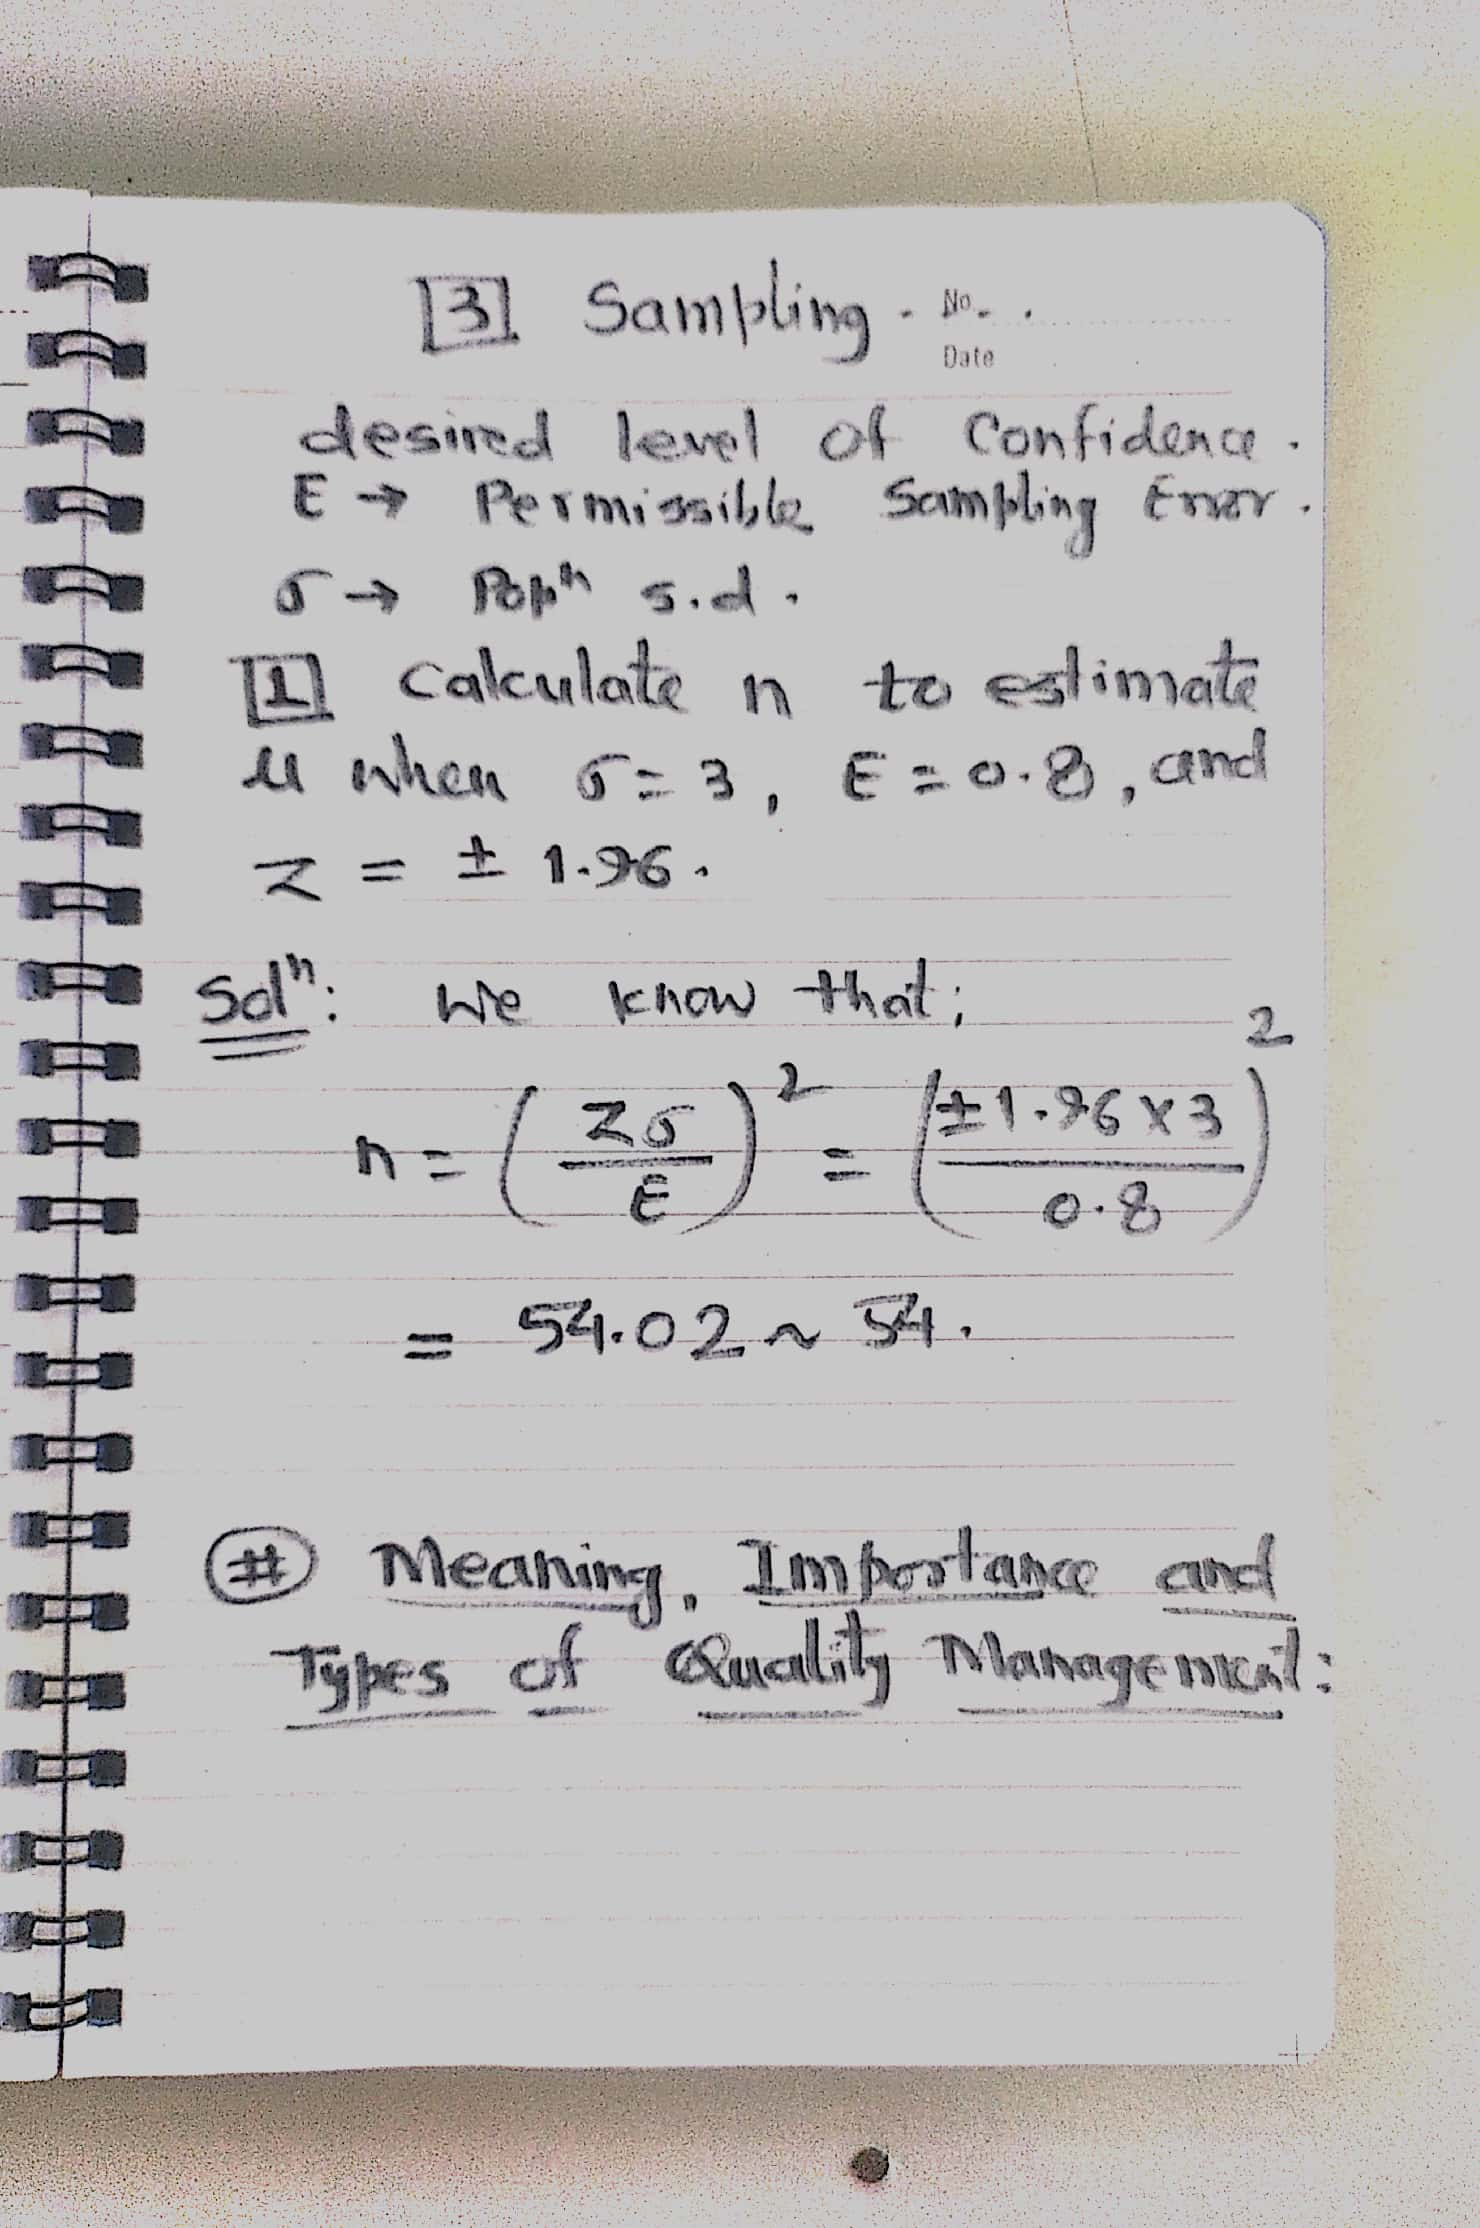 [3] Sampling. No.
Date
desired level of Confidence.
E → Permissible Sampling Error.
σ → Popⁿ s.d.
[1] Calculate n to estimate
μ when σ = 3, E = 0.8, and
Z = ± 1.96.
Solⁿ: We know that;
n = (Zσ/E)² = (±1.96 x 3/0.8)²
= 54.02 ~ 54.
# Meaning, Importance and
Types of Quality Management: